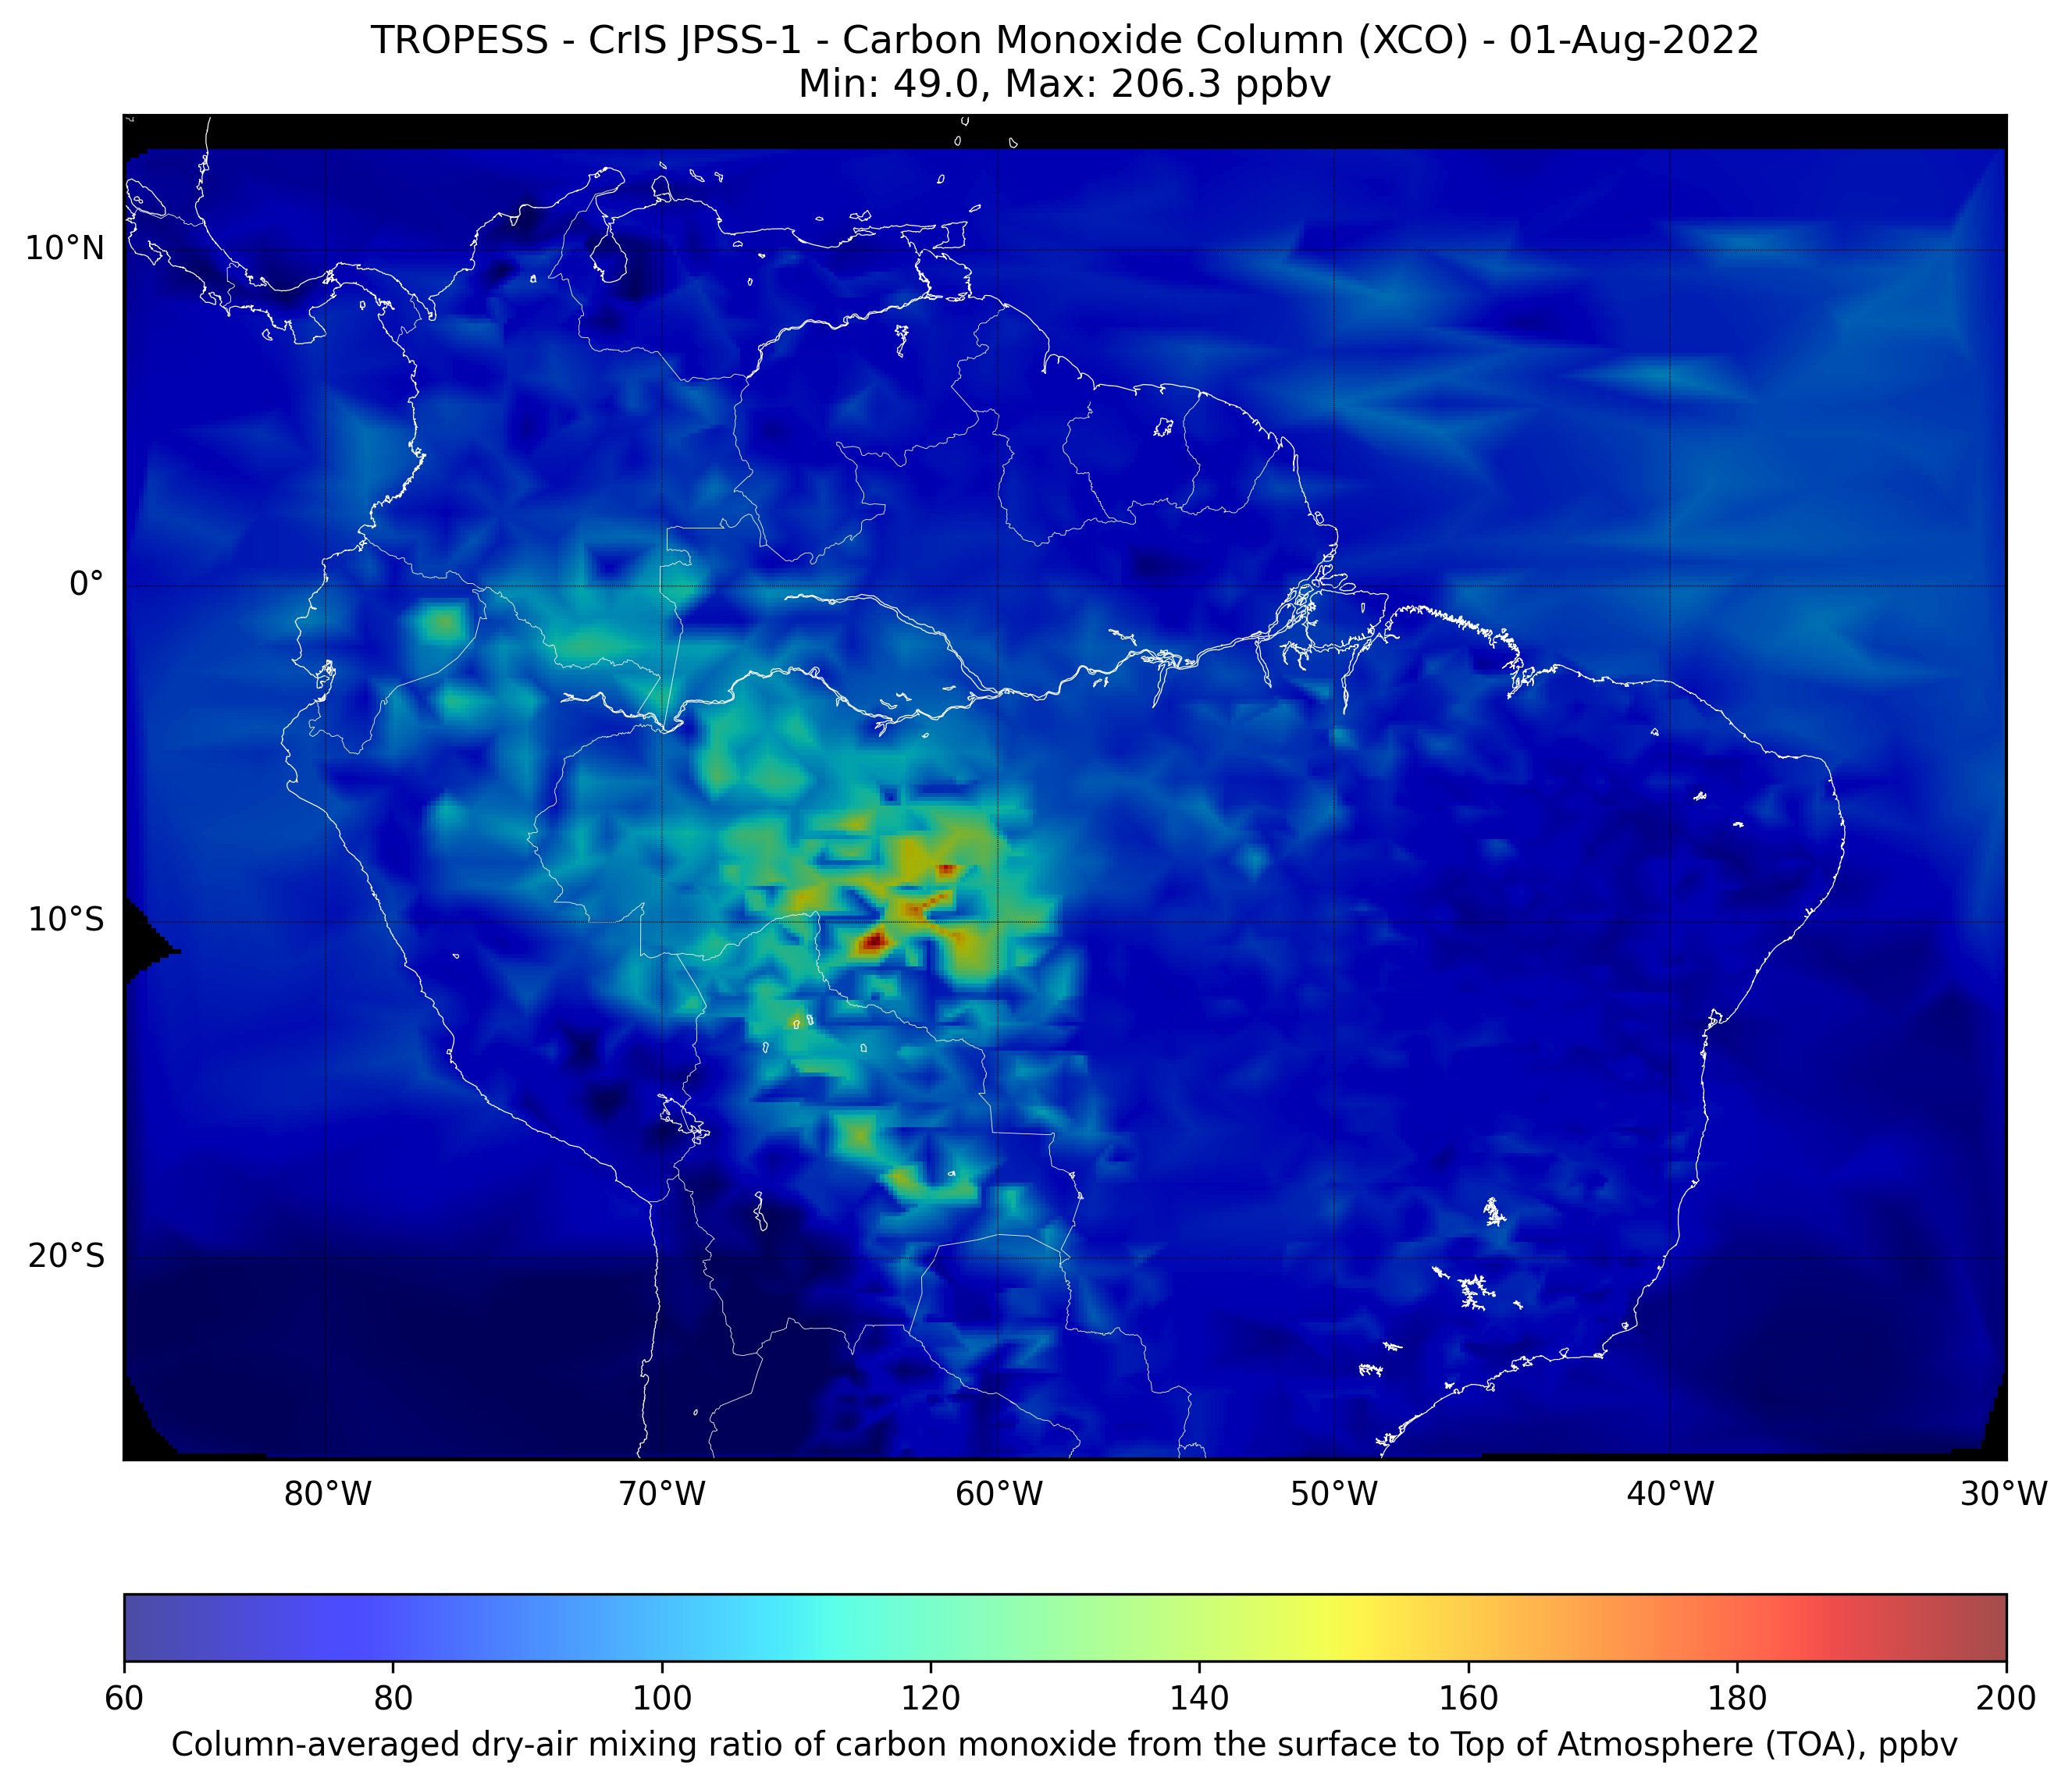 TROPESS - CrIS JPSS-1 - Carbon Monoxide Column (XCO) - 01-Aug-2022
Min: 49.0, Max: 206.3 ppbv
10°N
0°
10°S
20°S
80°W 70°W 60°W 50°W 40°W 30°W
60 80 100 120 140 160 180 200
Column-averaged dry-air mixing ratio of carbon monoxide from the surface to Top of Atmosphere (TOA), ppbv